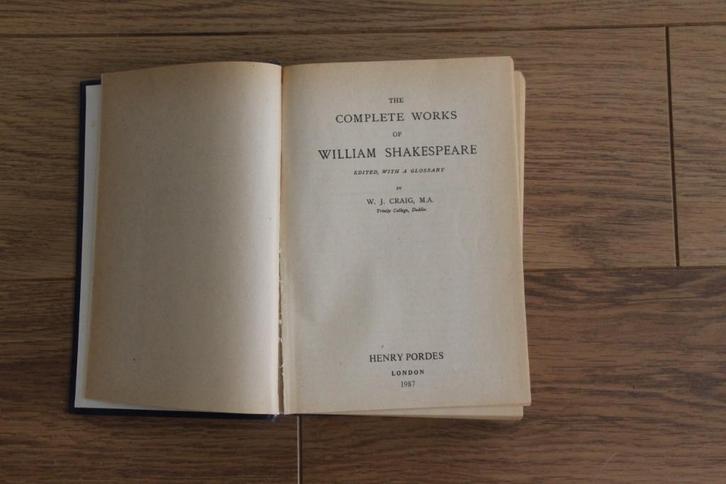 THE
COMPLETE WORKS
OF
WILLIAM SHAKESPEARE
EDITED, WITH A GLOSSARY
BY
W. J. CRAIG, M.A.
Trinity College, Dublin
HENRY PORDES
LONDON
1987